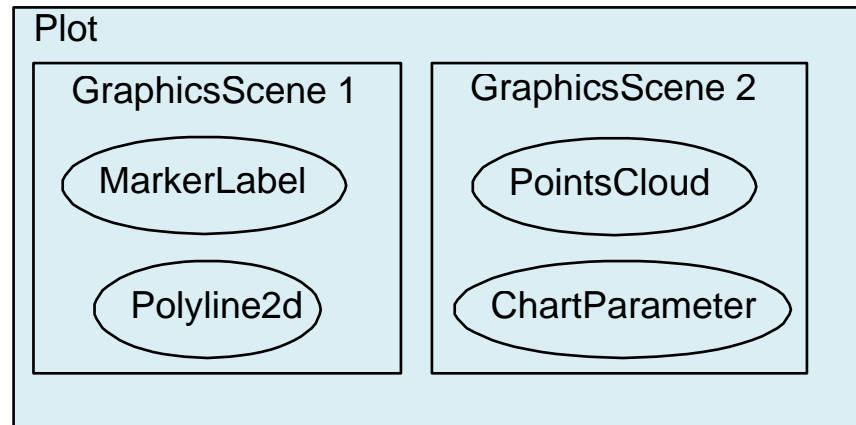 Plot
GraphicsScene 1
MarkerLabel
Polyline2d
GraphicsScene 2
PointsCloud
ChartParameter